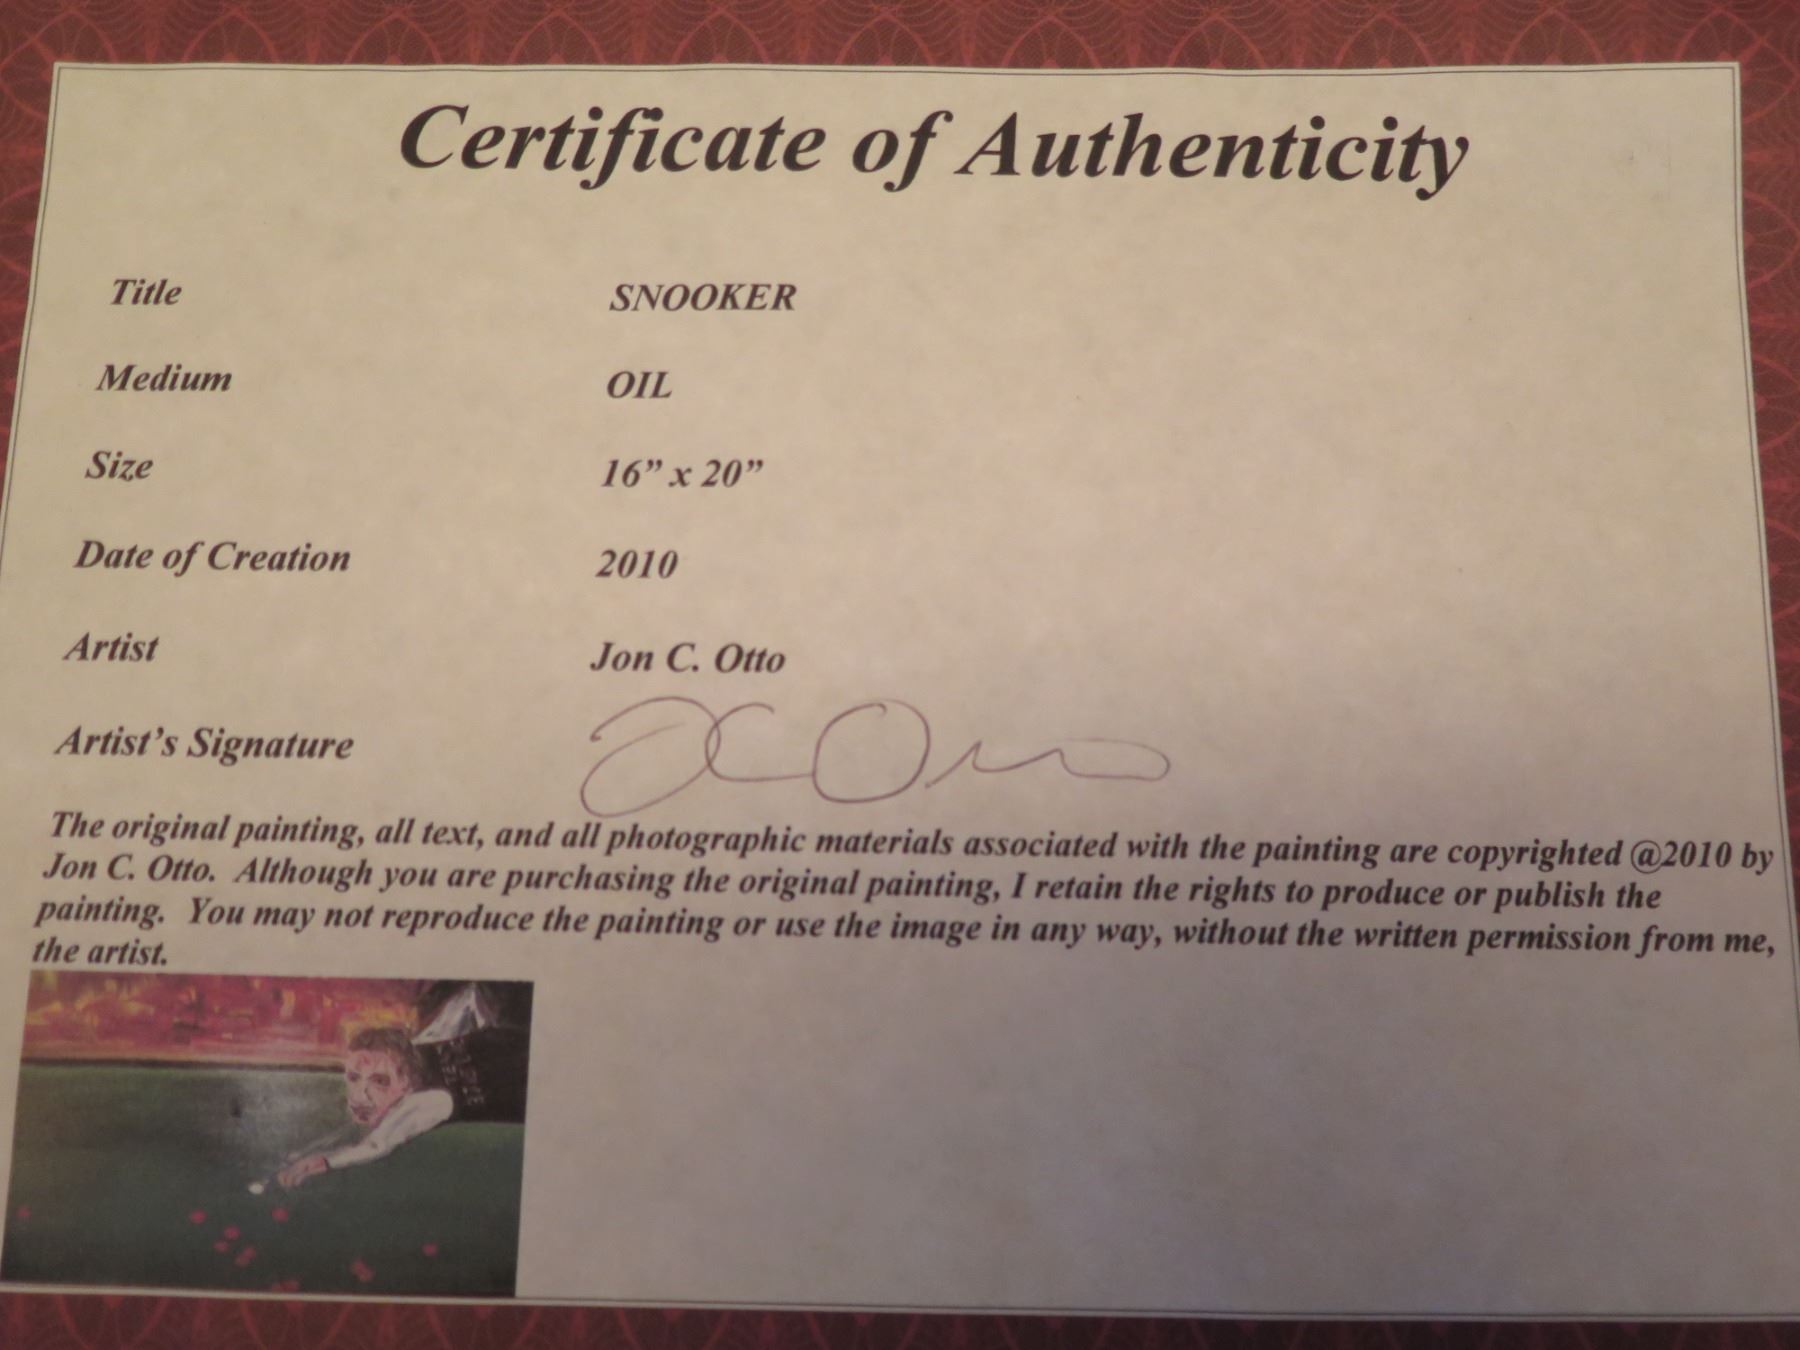 Certificate of Authenticity
Title SNOOKER
Medium OIL
Size 16” x 20”
Date of Creation 2010
Artist Jon C. Otto
Artist’s Signature
The original painting, all text, and all photographic materials associated with the painting are copyrighted @2010 by
Jon C. Otto. Although you are purchasing the original painting, I retain the rights to produce or publish the
painting. You may not reproduce the painting or use the image in any way, without the written permission from me,
the artist.